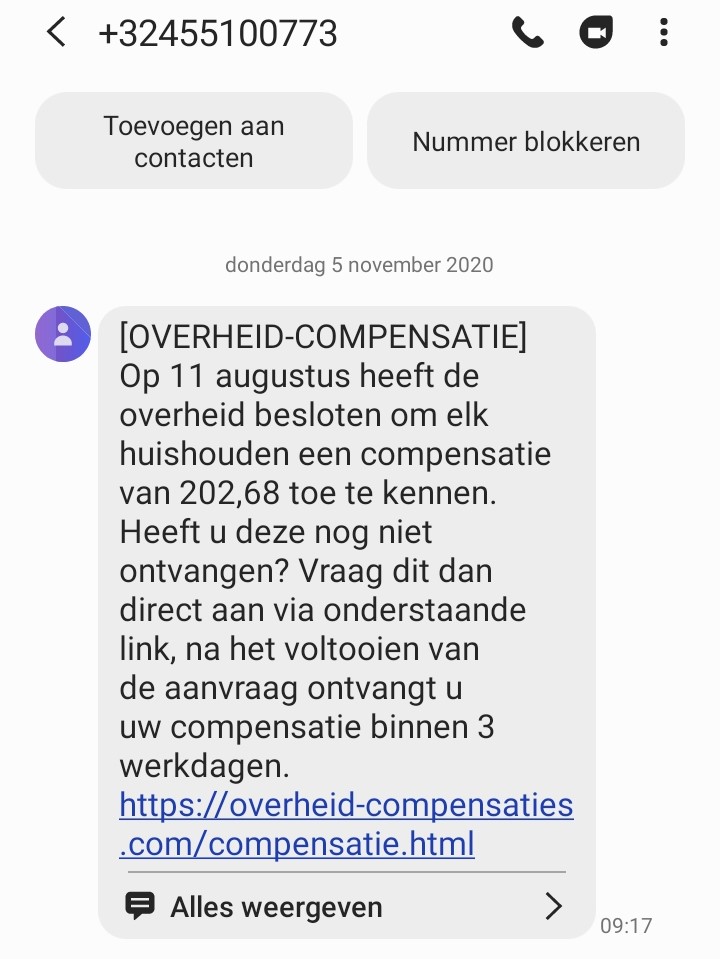 +32455100773
Toevoegen aan
contacten
Nummer blokkeren
donderdag 5 november 2020
[OVERHEID-COMPENSATIE]
Op 11 augustus heeft de
overheid besloten om elk
huishouden een compensatie
van 202,68 toe te kennen.
Heeft u deze nog niet
ontvangen? Vraag dit dan
direct aan via onderstaande
link, na het voltooien van
de aanvraag ontvangt u
uw compensatie binnen 3
werkdagen.
https://overheid-compensaties
.com/compensatie.html
Alles weergeven
09:17